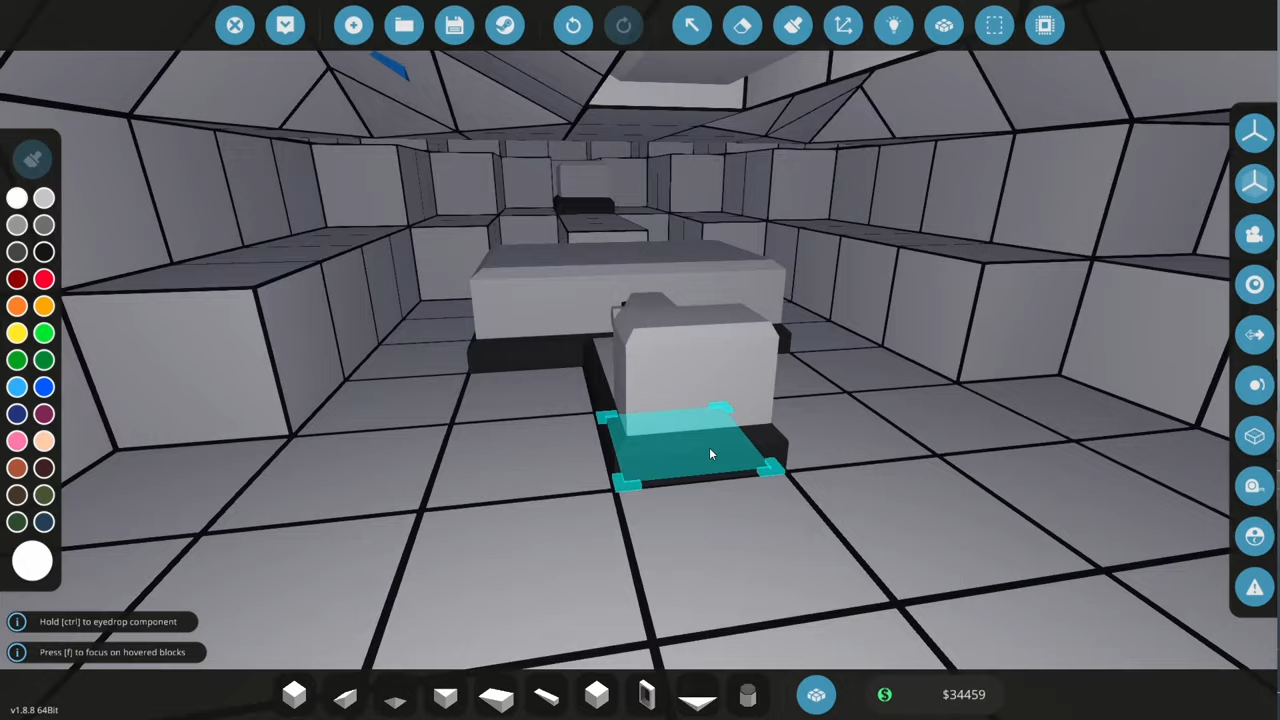 Hold [ctrl] to eyedrop component
Press [f] to focus on hovered blocks
v1.8.8 64Bit
$34459